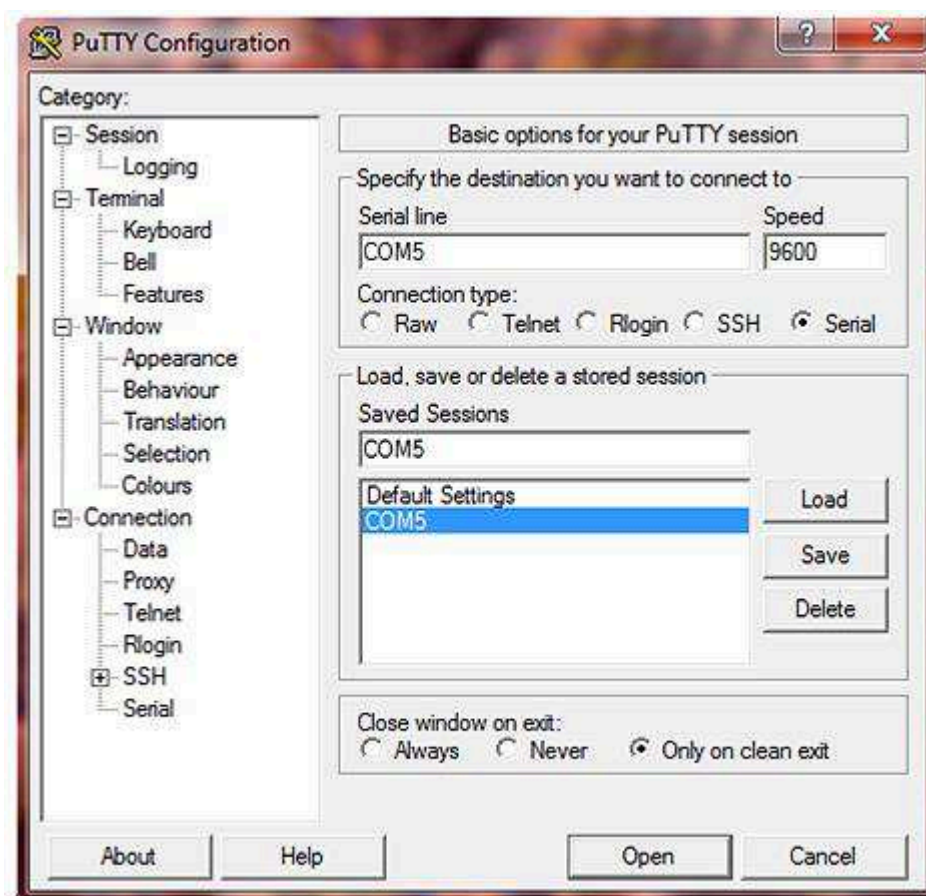 PuTTY Configuration
? X
Category:
Session
Logging
Terminal
Keyboard
Bell
Features
Window
Appearance
Behaviour
Translation
Selection
Colours
Connection
Data
Proxy
Telnet
Rlogin
SSH
Serial
Basic options for your PuTTY session
Specify the destination you want to connect to
Serial line Speed
COM5 9600
Connection type:
Raw Telnet Rlogin SSH Serial
Load, save or delete a stored session
Saved Sessions
COM5
Default Settings
COM5
Load
Save
Delete
Close window on exit:
Always Never Only on clean exit
About Help Open Cancel